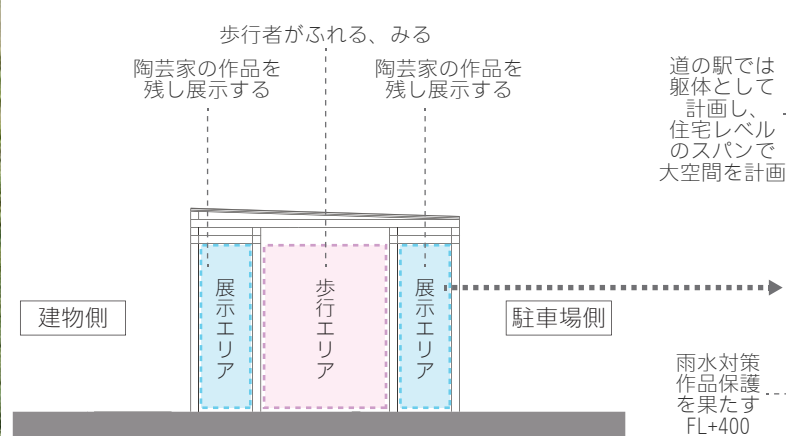 歩行者がふれる、みる
陶芸家の作品を
残し展示する
陶芸家の作品を
残し展示する
道の駅では
躯体として
計画し、
住宅レベル
のスパンで
大空間を計画
建物側
展示エリア
歩行エリア
展示エリア
駐車場側
雨水対策
作品保護
を果たす
FL+400